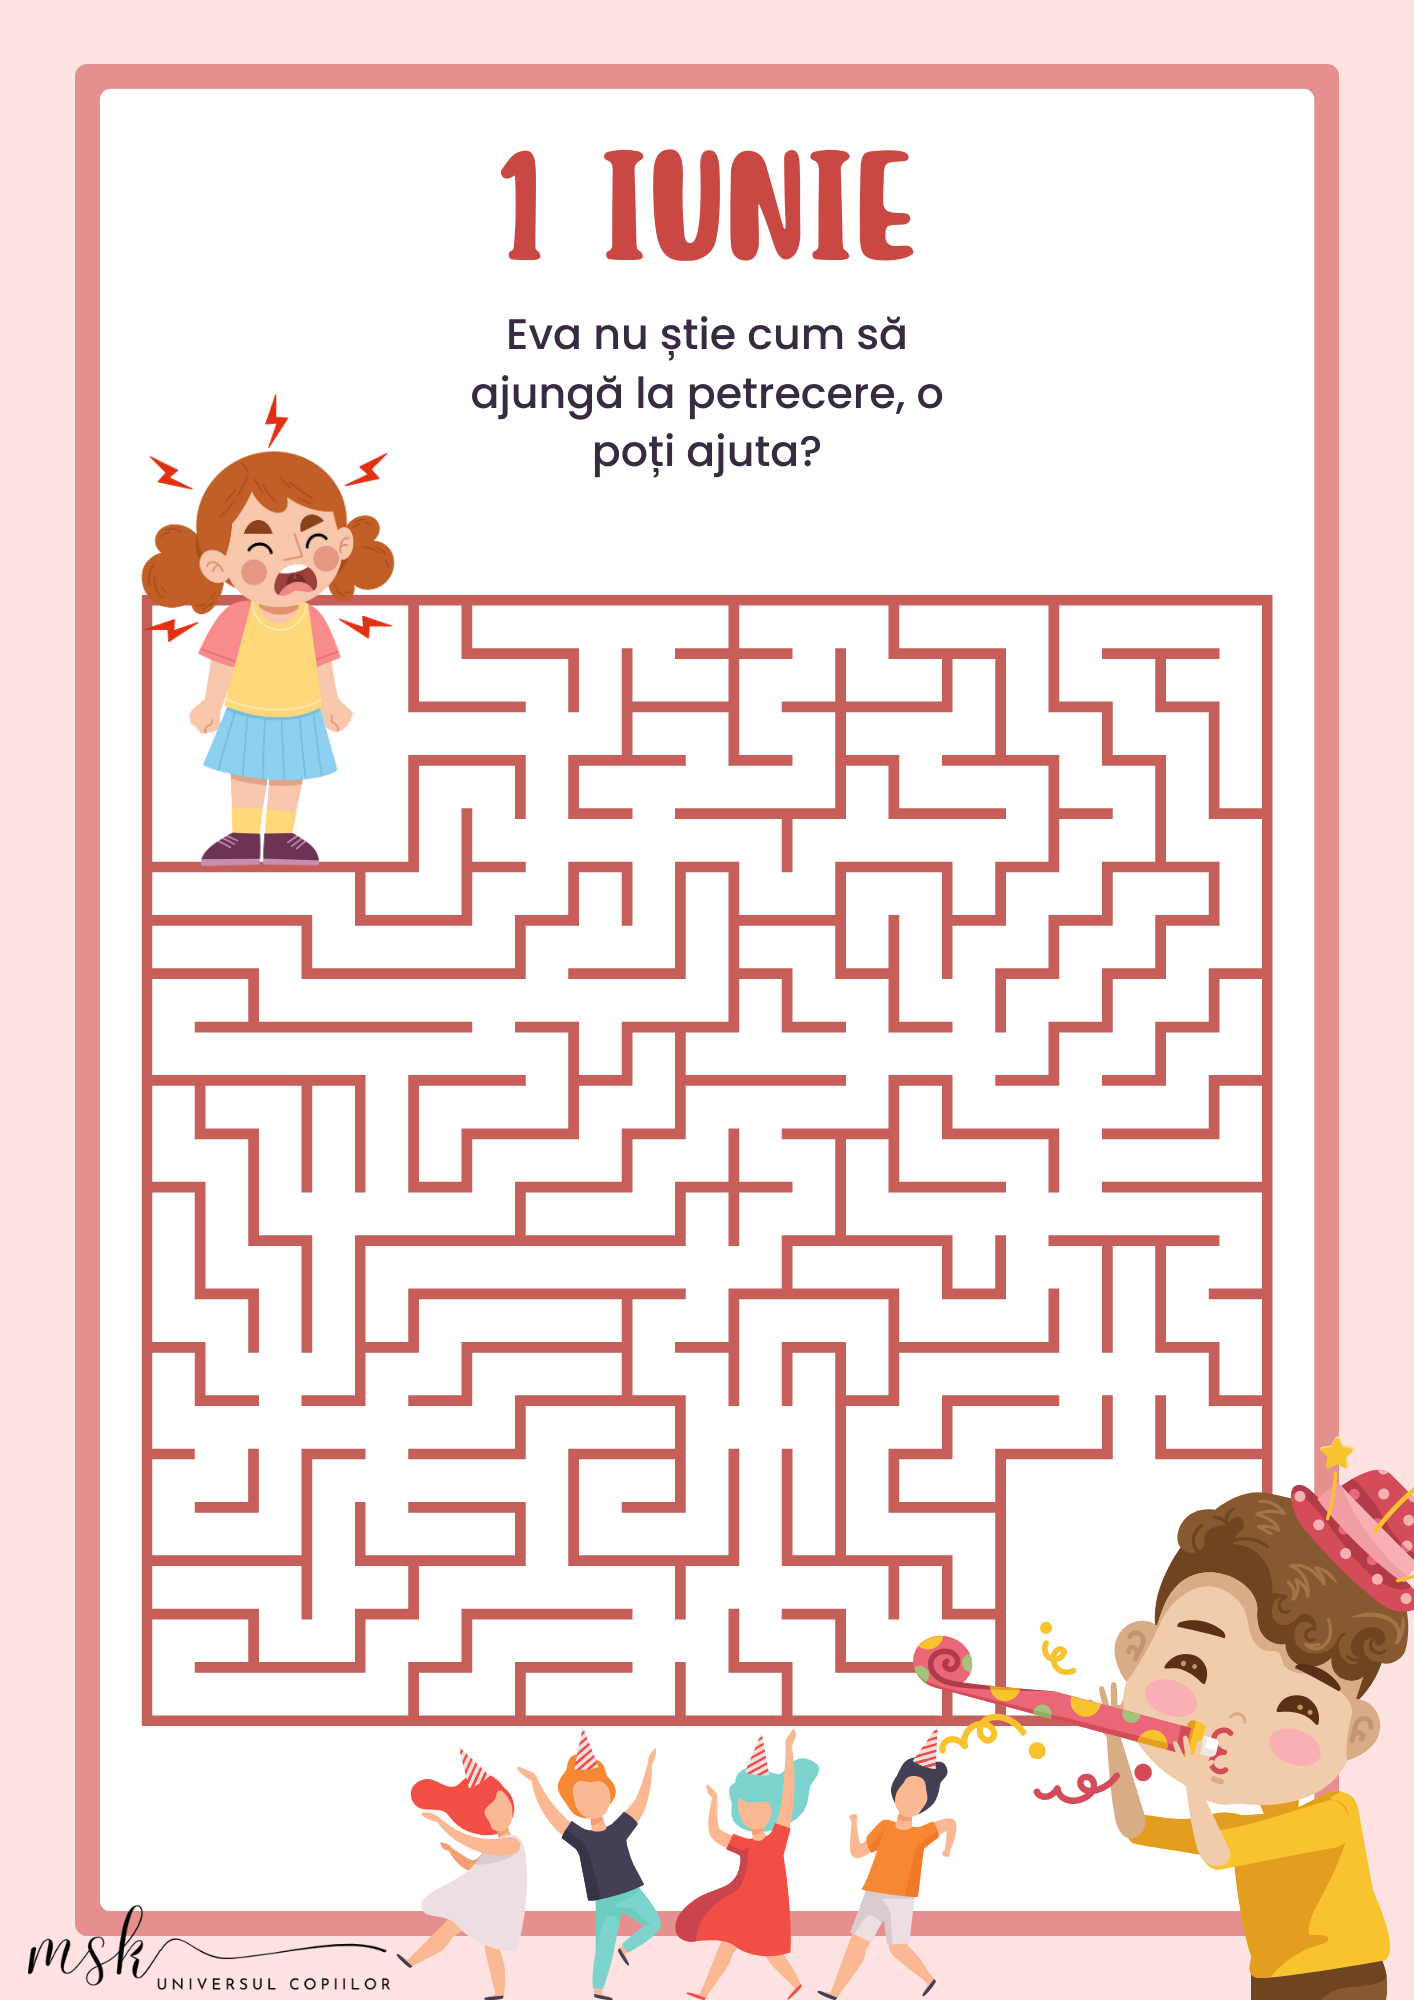 1 IUNIE
Eva nu știe cum să
ajungă la petrecere, o
poți ajuta?
msk
UNIVERSUL COPIILOR